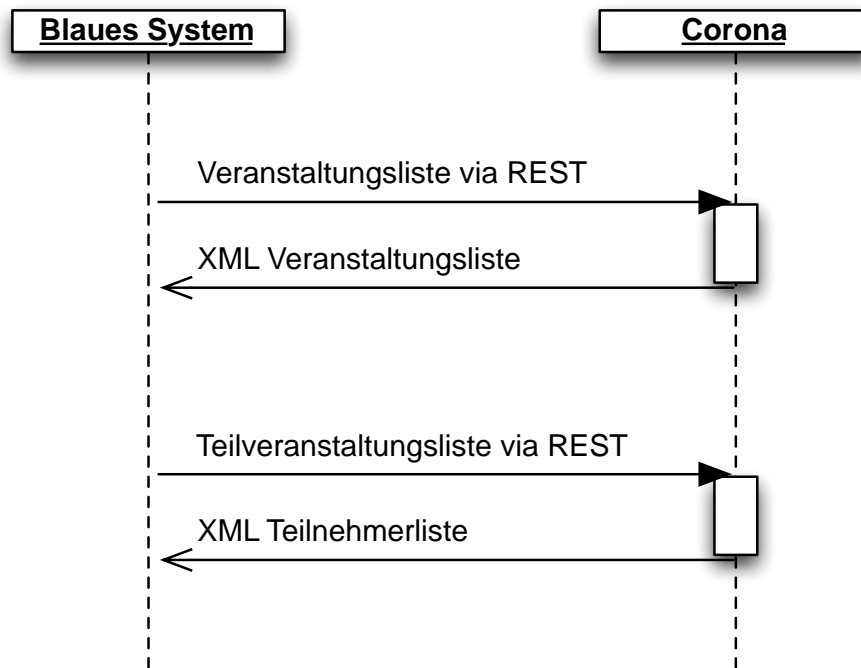 Blaues System
Corona
Veranstaltungsliste via REST
XML Veranstaltungsliste
Teilveranstaltungsliste via REST
XML Teilnehmerliste